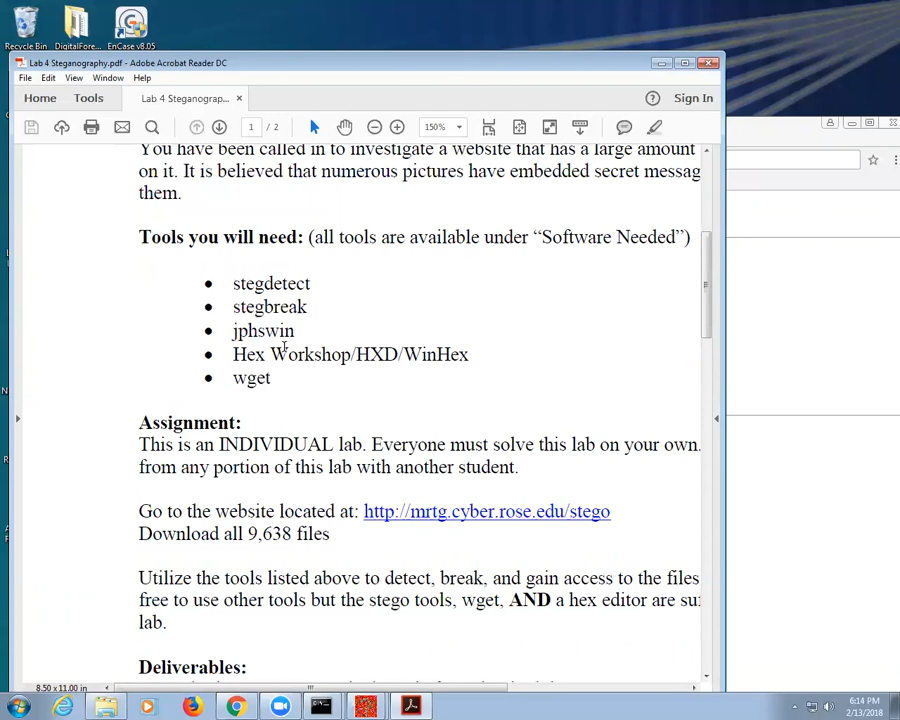 Recycle Bin
DigitalFore...
EnCase v8.05
Lab 4 Steganography.pdf - Adobe Acrobat Reader DC
File Edit View Window Help
Home Tools Lab 4 Steganograp... × Sign In
1 / 2 150%
You have been called in to investigate a website that has a large amount
on it. It is believed that numerous pictures have embedded secret messag
them.
Tools you will need: (all tools are available under “Software Needed”)
• stegdetect
• stegbreak
• jphswin
• Hex Workshop/HXD/WinHex
• wget
Assignment:
This is an INDIVIDUAL lab. Everyone must solve this lab on your own.
from any portion of this lab with another student.
Go to the website located at: http://mrtg.cyber.rose.edu/stego
Download all 9,638 files
Utilize the tools listed above to detect, break, and gain access to the files
free to use other tools but the stego tools, wget, AND a hex editor are su
lab.
Deliverables:
8.50 x 11.00 in
6:14 PM
2/13/2018